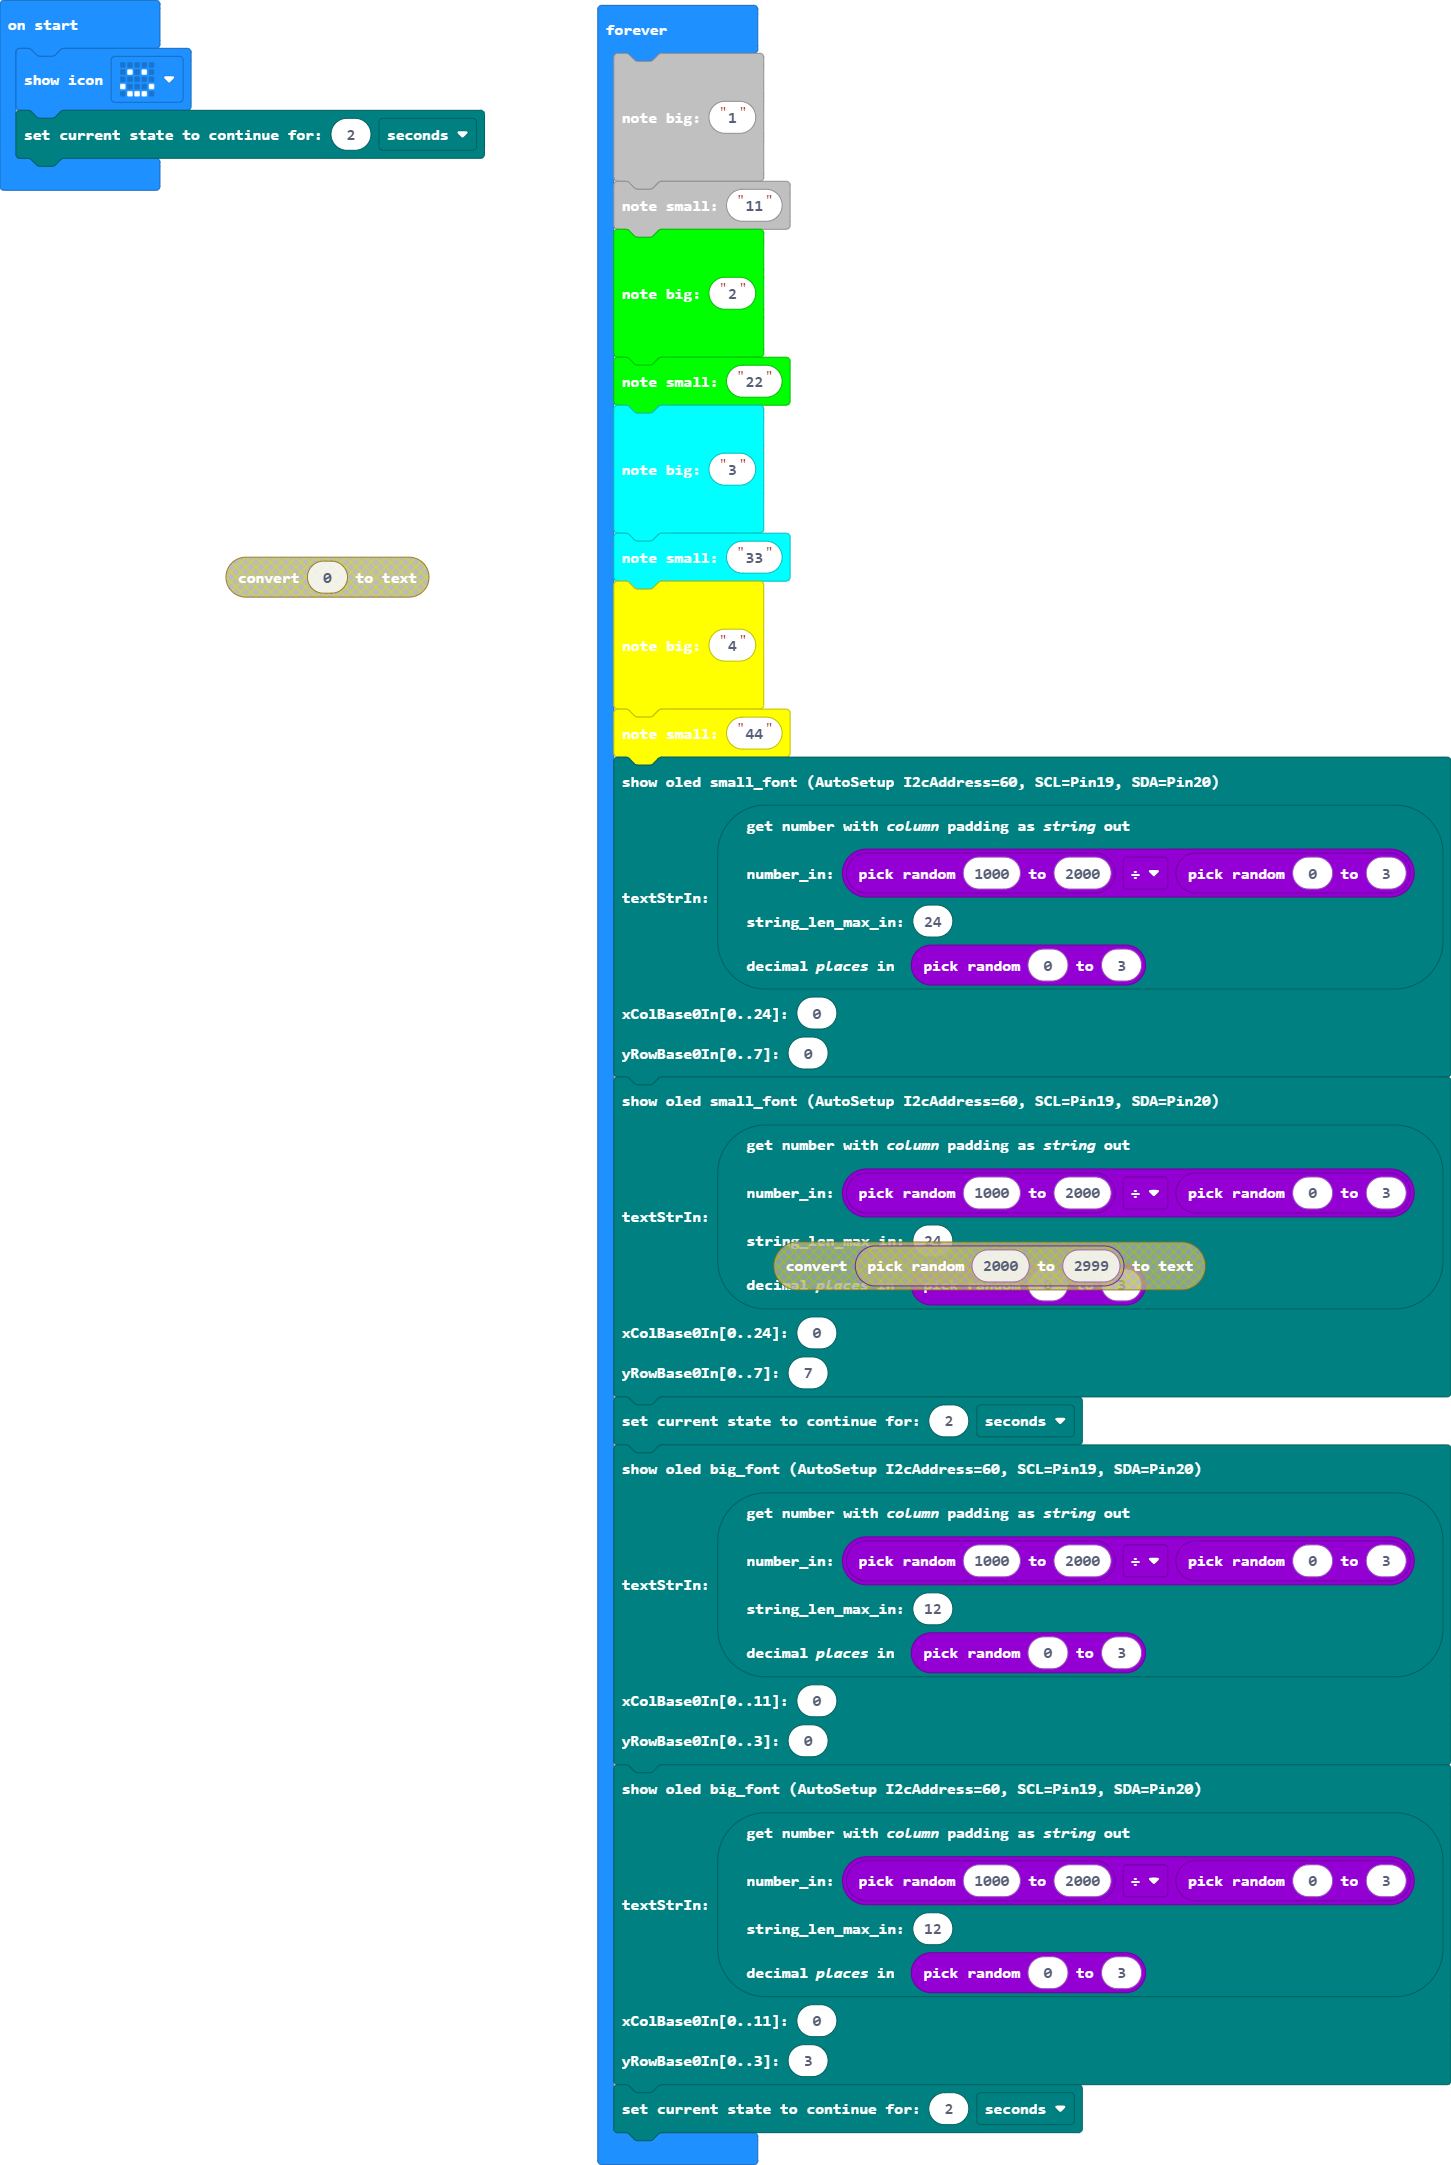 on start
show icon
set current state to continue for: 2 seconds
convert 0 to text
forever
note big: "1"
note small: "11"
note big: "2"
note small: "22"
note big: "3"
note small: "33"
note big: "4"
note small: "44"
show oled small_font (AutoSetup I2cAddress=60, SCL=Pin19, SDA=Pin20)
get number with column padding as string out
number_in: pick random 1000 to 2000 ÷ pick random 0 to 3
textStrIn:
string_len_max_in: 24
decimal places in pick random 0 to 3
xColBase0In[0..24]: 0
yRowBase0In[0..7]: 0
show oled small_font (AutoSetup I2cAddress=60, SCL=Pin19, SDA=Pin20)
get number with column padding as string out
number_in: pick random 1000 to 2000 ÷ pick random 0 to 3
textStrIn:
string_len_max_in: 24
convert pick random 2000 to 2999 to text
decimal places in pick random 0 to 3
xColBase0In[0..24]: 0
yRowBase0In[0..7]: 7
set current state to continue for: 2 seconds
show oled big_font (AutoSetup I2cAddress=60, SCL=Pin19, SDA=Pin20)
get number with column padding as string out
number_in: pick random 1000 to 2000 ÷ pick random 0 to 3
textStrIn:
string_len_max_in: 12
decimal places in pick random 0 to 3
xColBase0In[0..11]: 0
yRowBase0In[0..3]: 0
show oled big_font (AutoSetup I2cAddress=60, SCL=Pin19, SDA=Pin20)
get number with column padding as string out
number_in: pick random 1000 to 2000 ÷ pick random 0 to 3
textStrIn:
string_len_max_in: 12
decimal places in pick random 0 to 3
xColBase0In[0..11]: 0
yRowBase0In[0..3]: 3
set current state to continue for: 2 seconds